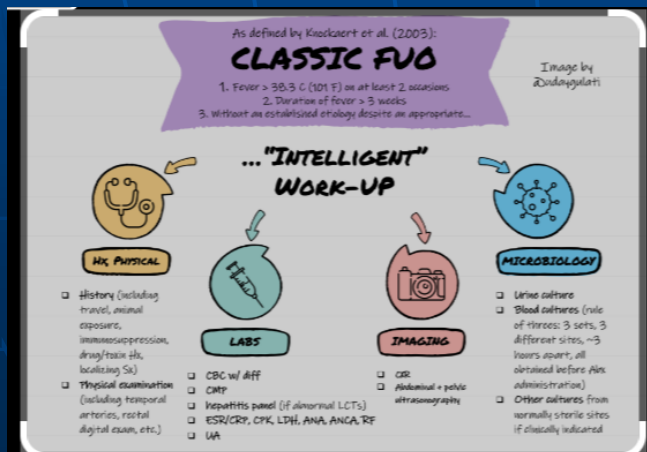 As defined by Knockaert et al. (2003):
CLASSIC FUO
1. Fever > 38.3 C (101 F) on at least 2 occasions
2. Duration of fever > 3 weeks
3. Without an established etiology despite an appropriate...
Image by
@udaygulati
..."INTELLIGENT"
WORK-UP
HX, PHYSICAL
History (including
travel, animal
exposure,
immunosuppression,
drug/toxin Hx,
localizing Sx)
Physical examination
(including temporal
arteries, rectal
digital exam, etc.)
LABS
CBC w/ diff
CMP
hepatitis panel (if abnormal LCTs)
ESR/CRP, CPK, LDH, ANA, ANCA, RF
UA
IMAGING
CXR
Abdominal + pelvic
ultrasonography
MICROBIOLOGY
Urine culture
Blood cultures (rule
of threes: 3 sets, 3
different sites, ~3
hours apart, all
obtained before Abx
administration)
Other cultures from
normally sterile sites
if clinically indicated